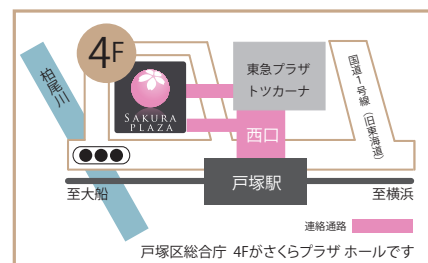 4F
柏尾川
SAKURA
PLAZA
東急プラザ
トツカーナ
国道1号線
(旧東海道)
西口
戸塚駅
至大船
至横浜
連絡通路
戸塚区総合庁 4Fがさくらプラザ ホールです